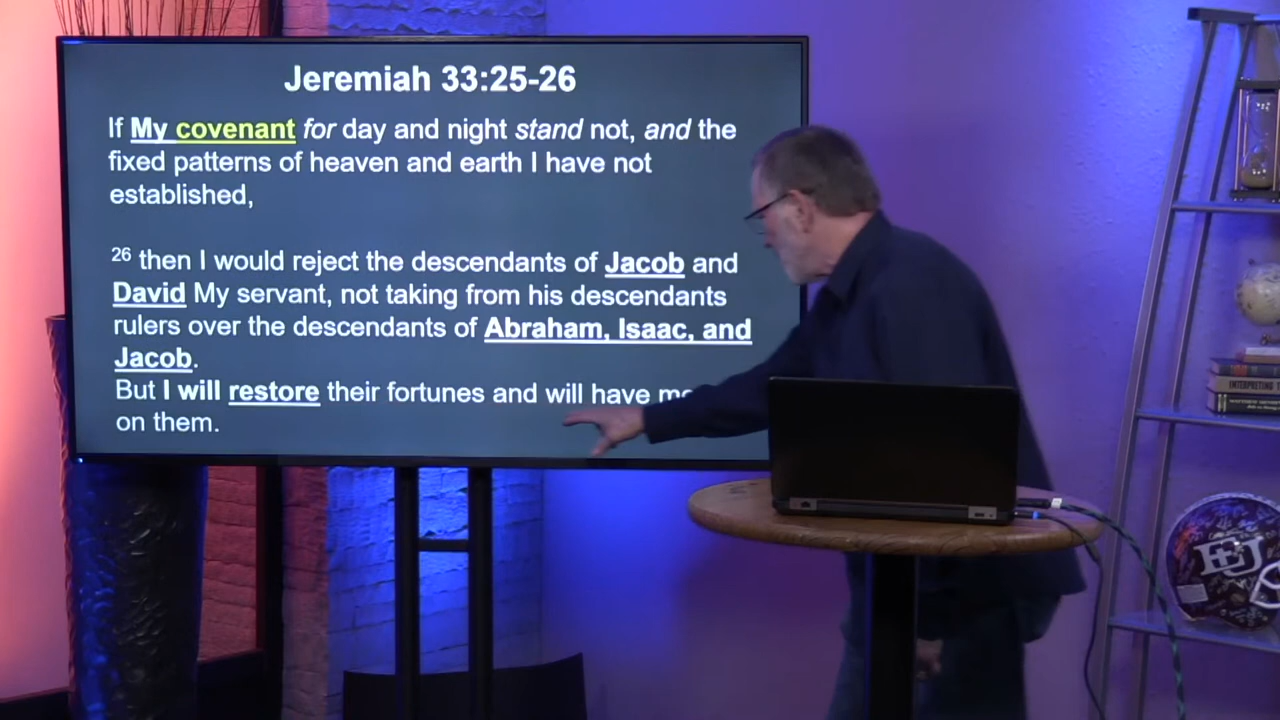 Jeremiah 33:25-26
If My covenant for day and night stand not, and the
fixed patterns of heaven and earth I have not
established,
26 then I would reject the descendants of Jacob and
David My servant, not taking from his descendants
rulers over the descendants of Abraham, Isaac, and
Jacob.
But I will restore their fortunes and will have
on them.
INTERPRETING
EU